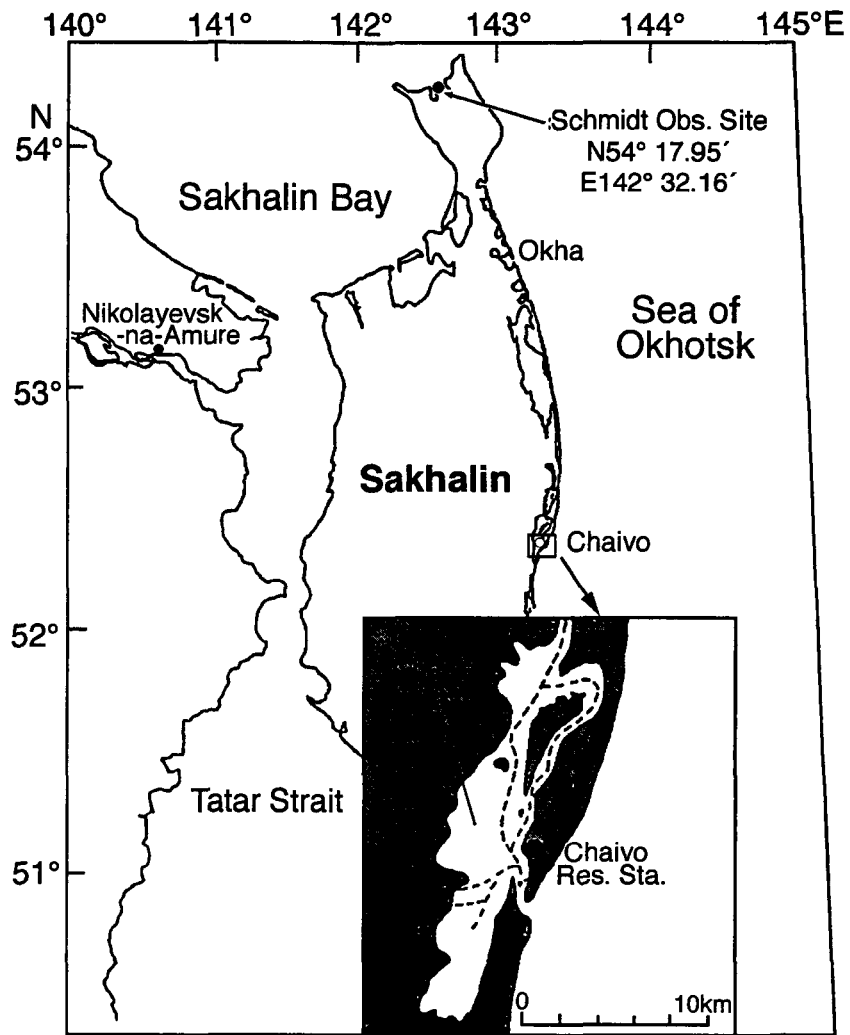 140° 141° 142° 143° 144° 145°E
N
54°
Schmidt Obs. Site
N54° 17.95´
E142° 32.16´
Sakhalin Bay
Okha
Nikolayevsk
-na-Amure
Sea of
Okhotsk
53°
Sakhalin
Chaivo
52°
Tatar Strait
Chaivo
Res. Sta.
51°
0 10km